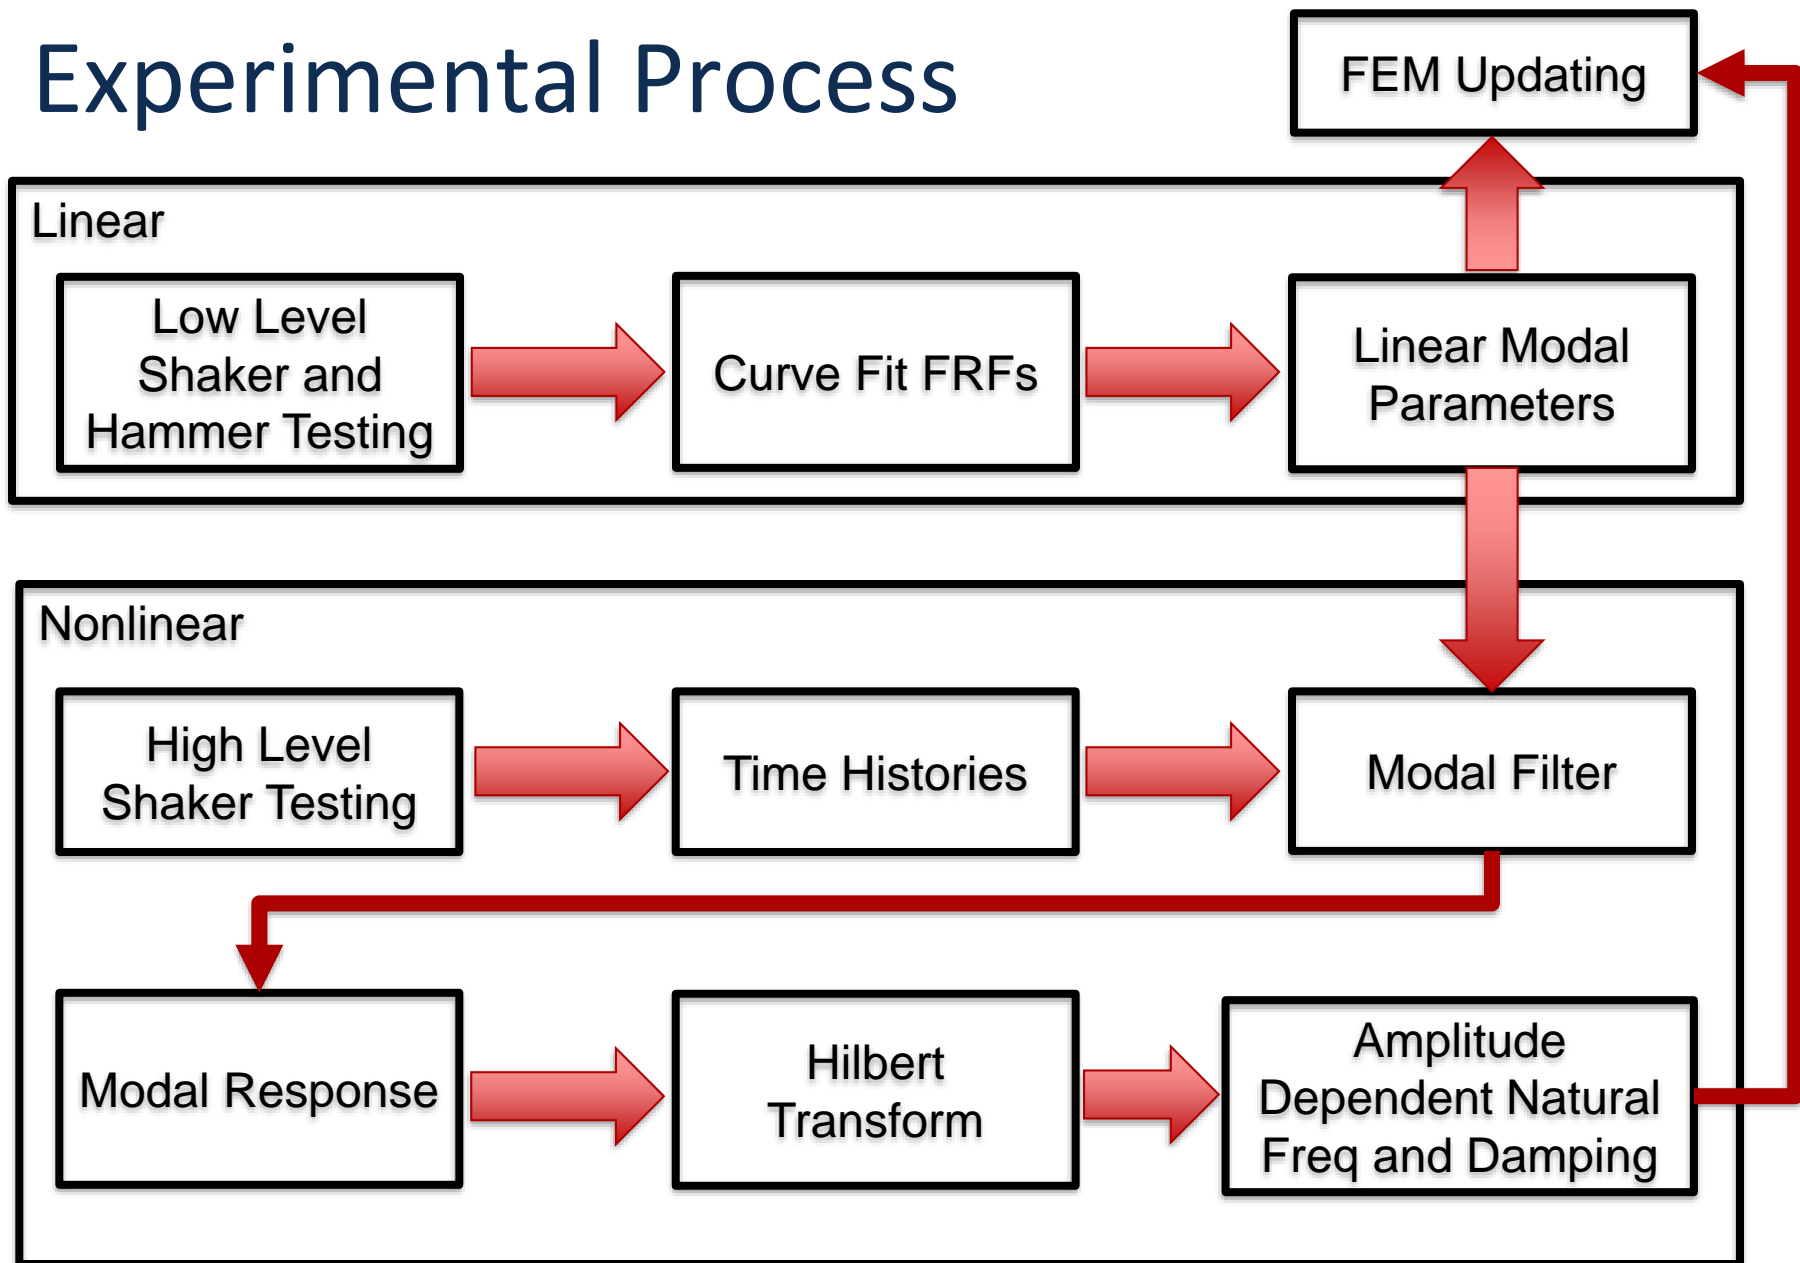 Experimental Process
FEM Updating
Linear
Low Level
Shaker and
Hammer Testing
Curve Fit FRFs
Linear Modal
Parameters
Nonlinear
High Level
Shaker Testing
Time Histories
Modal Filter
Modal Response
Hilbert
Transform
Amplitude
Dependent Natural
Freq and Damping